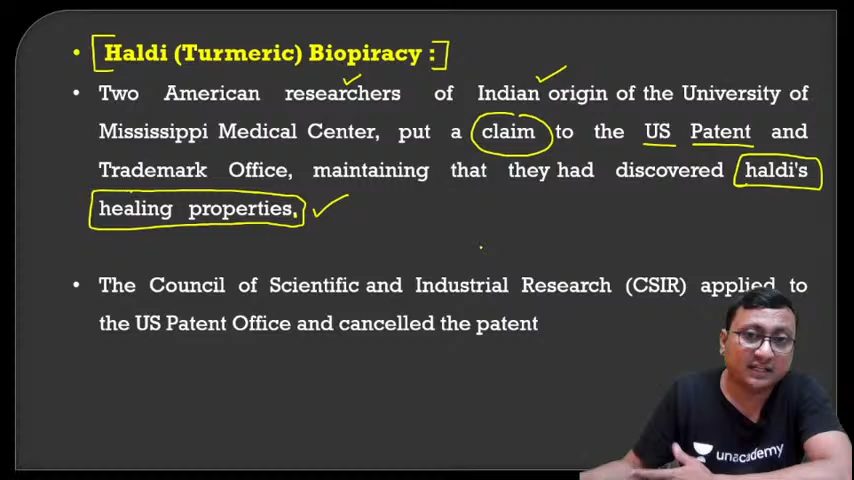 Haldi (Turmeric) Biopiracy :
Two American researchers of Indian origin of the University of
Mississippi Medical Center, put a claim to the US Patent and
Trademark Office, maintaining that they had discovered haldi's
healing properties.
The Council of Scientific and Industrial Research (CSIR) applied to
the US Patent Office and cancelled the patent
unacademy